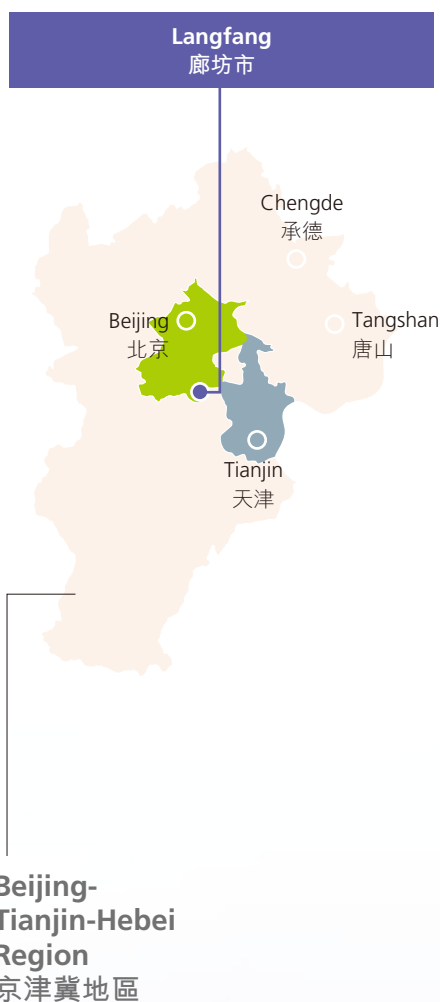 Langfang
廊坊市
Chengde
承德
Beijing
北京
Tangshan
唐山
Tianjin
天津
Beijing-
Tianjin-Hebei
Region
京津冀地區